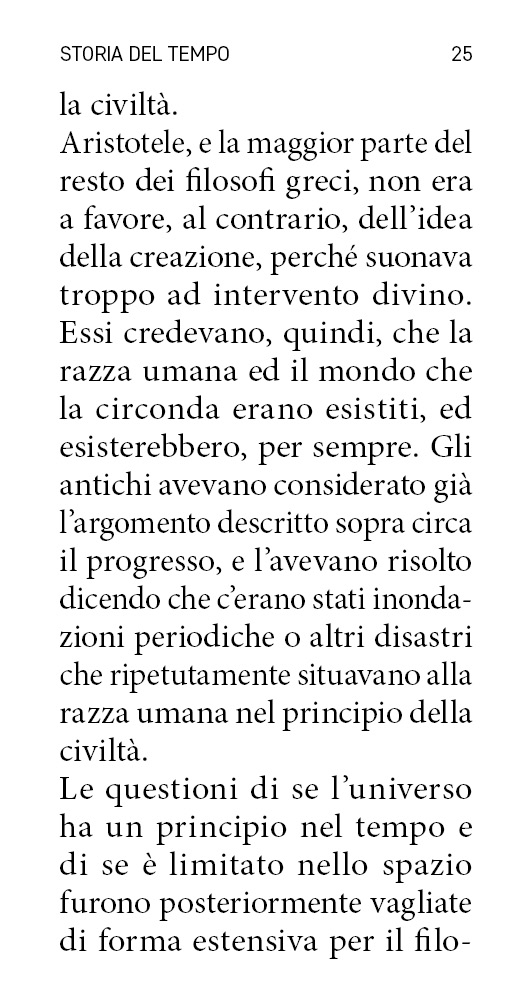 STORIA DEL TEMPO 25
la civiltà.
Aristotele, e la maggior parte del
resto dei filosofi greci, non era
a favore, al contrario, dell’idea
della creazione, perché suonava
troppo ad intervento divino.
Essi credevano, quindi, che la
razza umana ed il mondo che
la circonda erano esistiti, ed
esisterebbero, per sempre. Gli
antichi avevano considerato già
l’argomento descritto sopra circa
il progresso, e l’avevano risolto
dicendo che c’erano stati inonda-
zioni periodiche o altri disastri
che ripetutamente situavano alla
razza umana nel principio della
civiltà.
Le questioni di se l’universo
ha un principio nel tempo e
di se è limitato nello spazio
furono posteriormente vagliate
di forma estensiva per il filo-